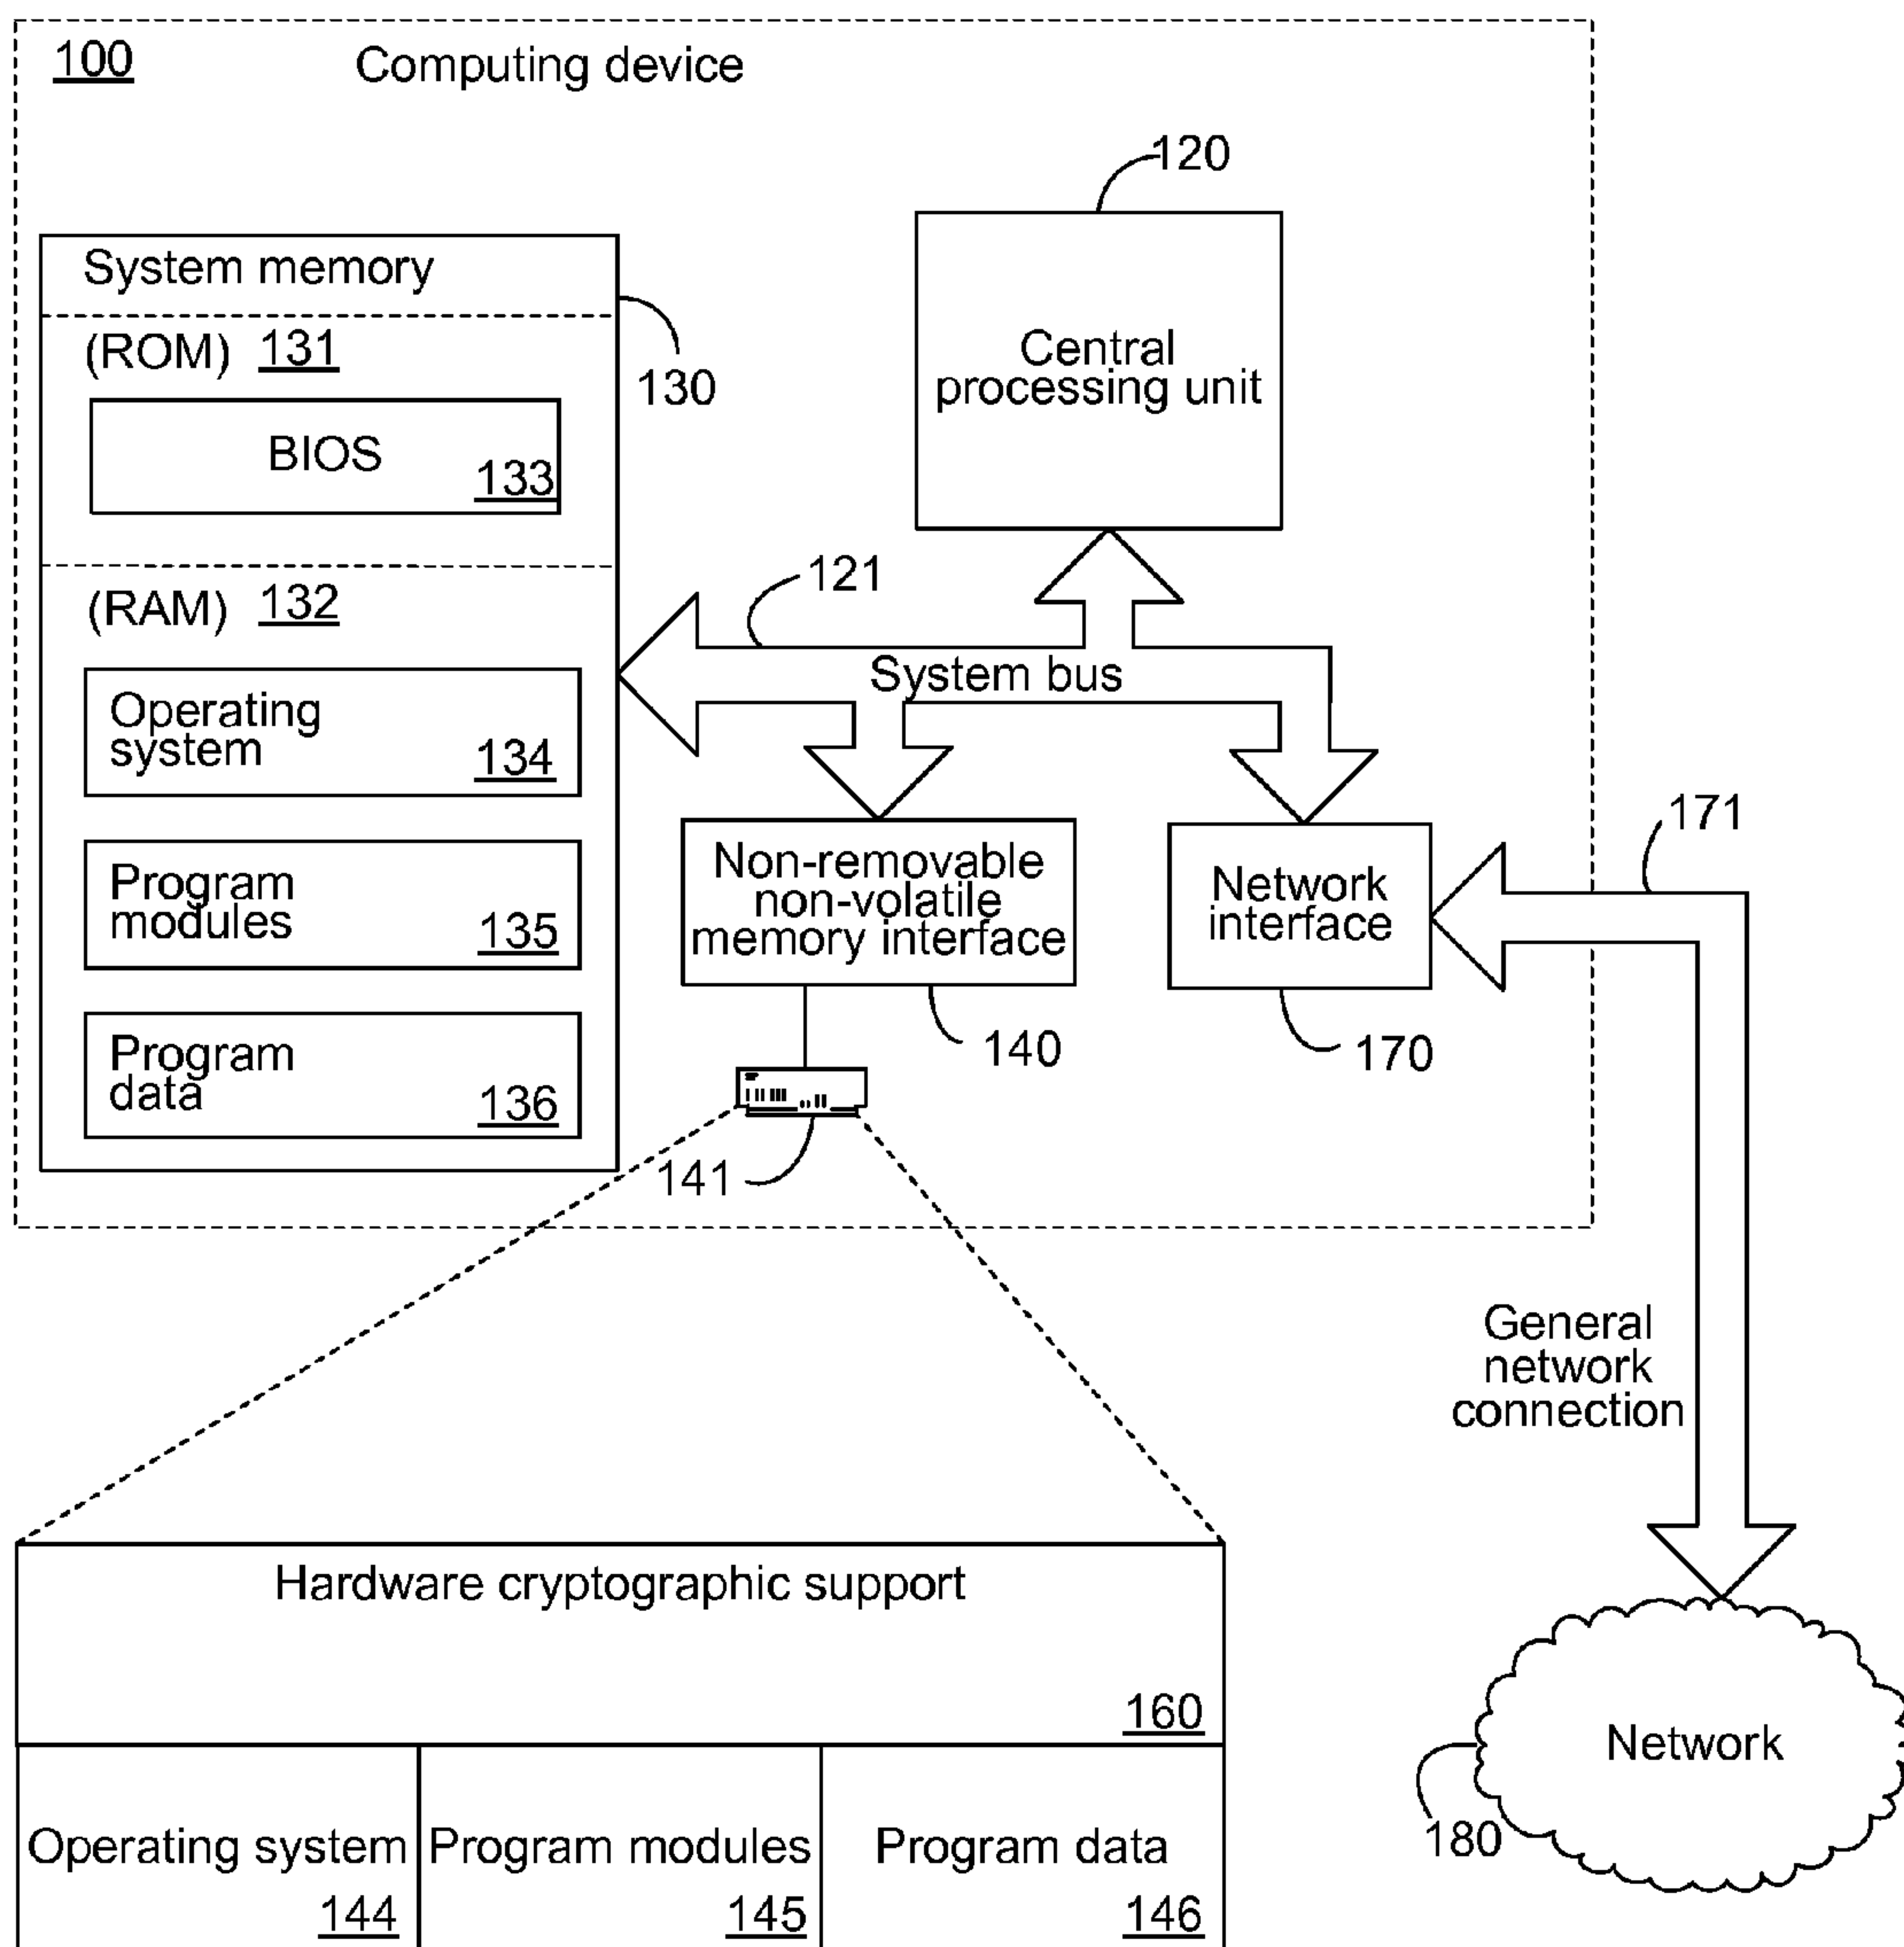 100
Computing device
120
System memory
(ROM) 131
130
BIOS
133
Central
processing unit
(RAM) 132
121
System bus
Operating
system
134
Program
modules
135
Program
data
136
Non-removable
non-volatile
memory interface
140
141
Network
interface
170
171
General
network
connection
Hardware cryptographic support
160
Operating system
144
Program modules
145
Program data
146
Network
180